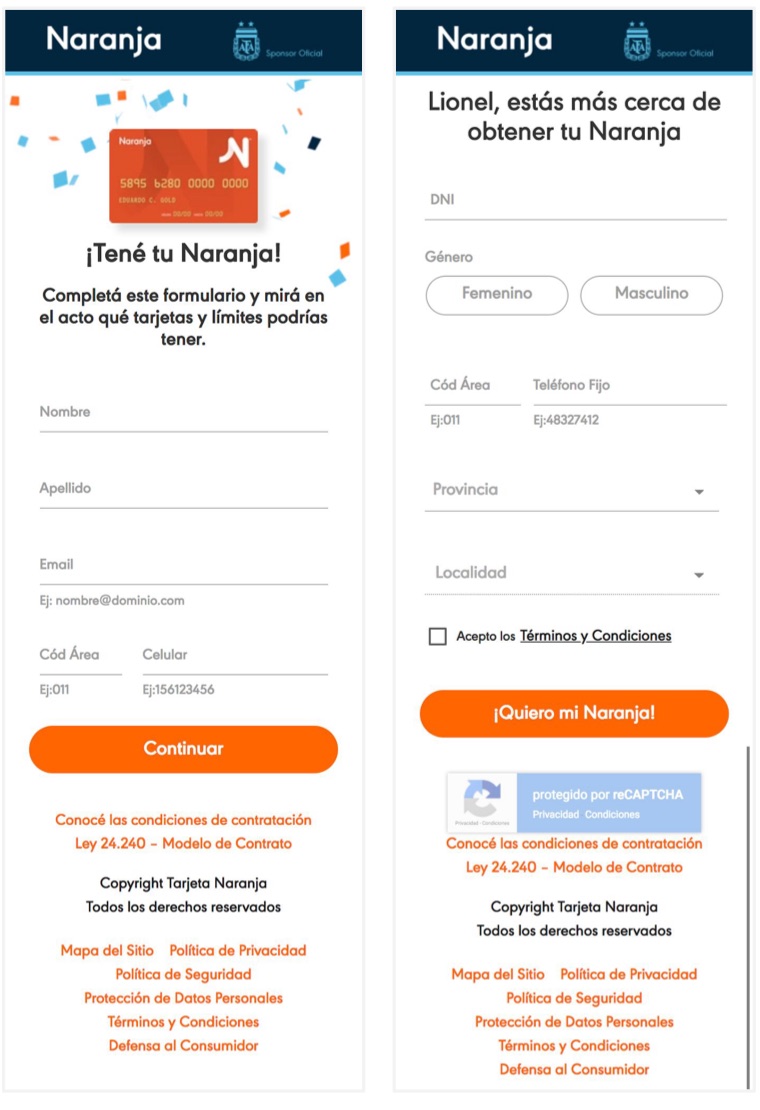 Naranja
AFA
Sponsor Oficial
Naranja
N
5895 6280 0000 0000
EDUARDO C. GOLD
00/00 00/00
¡Tené tu Naranja!
Completá este formulario y mirá en
el acto qué tarjetas y límites podrías
tener.
Nombre
Apellido
Email
Ej: nombre@dominio.com
Cód Área Celular
Ej:011 Ej:156123456
Continuar
Conocé las condiciones de contratación
Ley 24.240 – Modelo de Contrato
Copyright Tarjeta Naranja
Todos los derechos reservados
Mapa del Sitio Política de Privacidad
Política de Seguridad
Protección de Datos Personales
Términos y Condiciones
Defensa al Consumidor
Naranja
AFA
Sponsor Oficial
Lionel, estás más cerca de
obtener tu Naranja
DNI
Género
Femenino Masculino
Cód Área Teléfono Fijo
Ej:011 Ej:48327412
Provincia
Localidad
Acepto los Términos y Condiciones
¡Quiero mi Naranja!
protegido por reCAPTCHA
Privacidad Condiciones
Privacidad - Condiciones
Conocé las condiciones de contratación
Ley 24.240 – Modelo de Contrato
Copyright Tarjeta Naranja
Todos los derechos reservados
Mapa del Sitio Política de Privacidad
Política de Seguridad
Protección de Datos Personales
Términos y Condiciones
Defensa al Consumidor